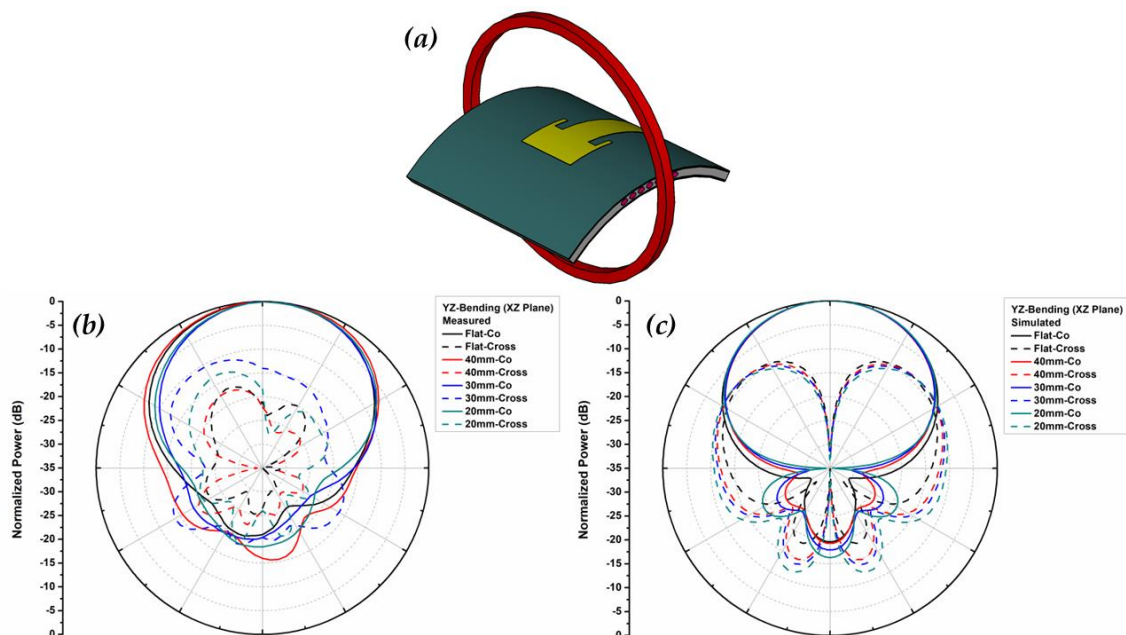 (a)
(b)
Normalized Power (dB)
0
-5
-10
-15
-20
-25
-30
-35
-30
-25
-20
-15
-10
-5
0
YZ-Bending (XZ Plane)
Measured
Flat-Co
Flat-Cross
40mm-Co
40mm-Cross
30mm-Co
30mm-Cross
20mm-Co
20mm-Cross
(c)
Normalized Power (dB)
0
-5
-10
-15
-20
-25
-30
-35
-30
-25
-20
-15
-10
-5
0
YZ-Bending (XZ Plane)
Simulated
Flat-Co
Flat-Cross
40mm-Co
40mm-Cross
30mm-Co
30mm-Cross
20mm-Co
20mm-Cross